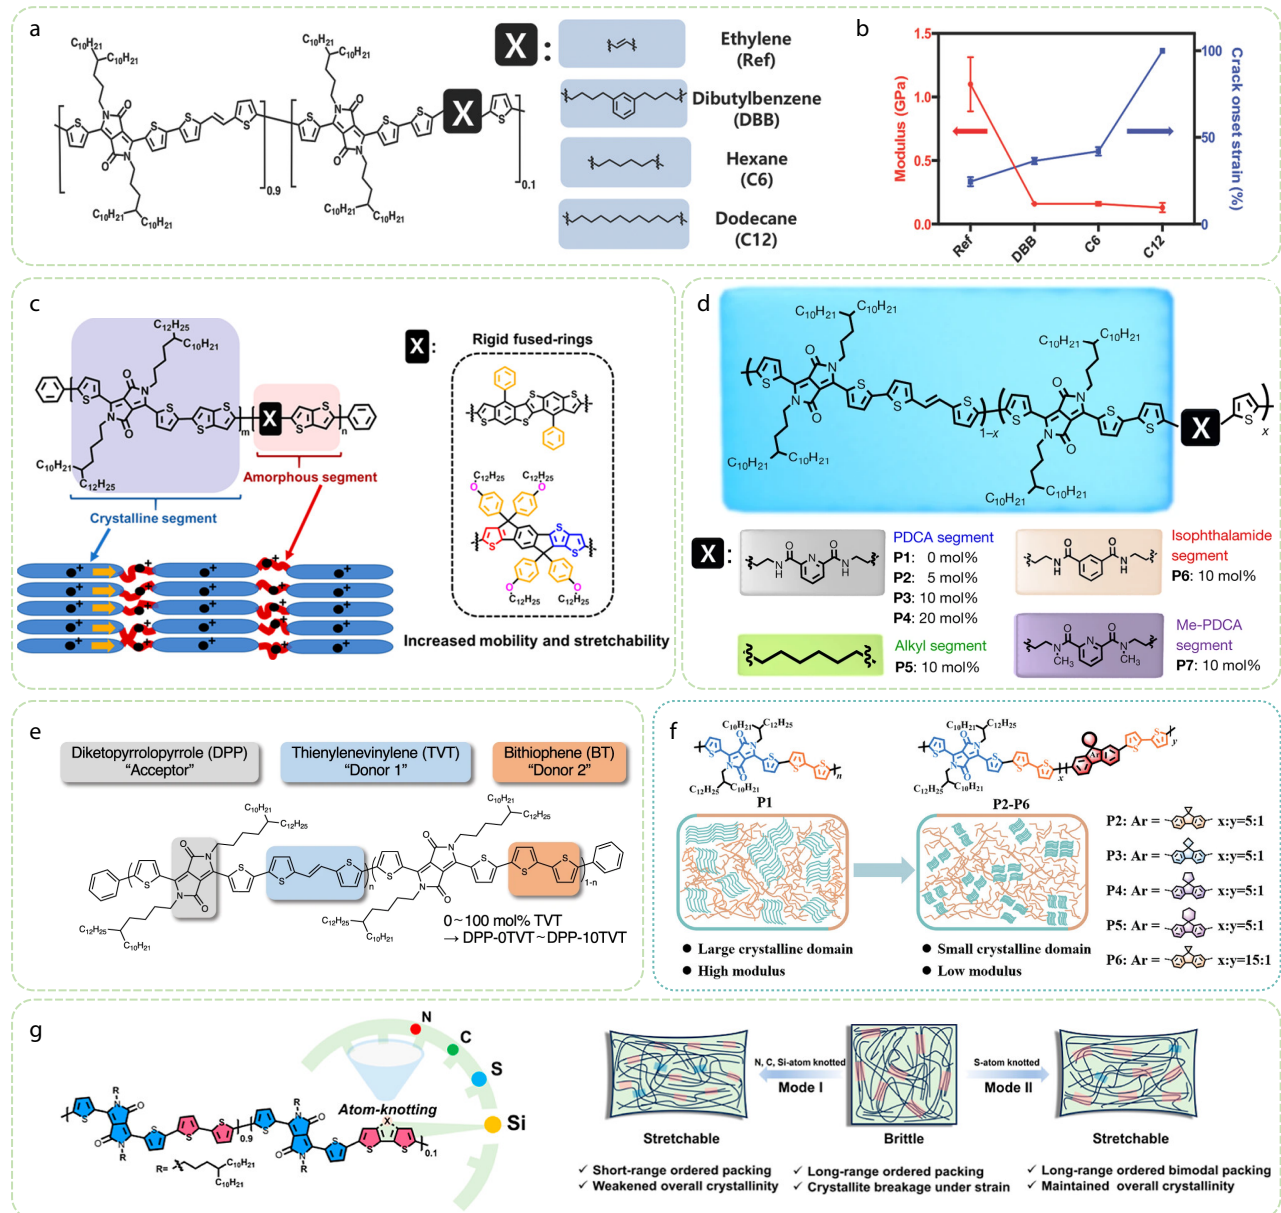 a
C10H21
C10H21
C10H21
C10H21
N
O
S
S
S
S
O
N
C10H21
C10H21
0.9
N
O
S
S
S
X
S
O
N
C10H21
C10H21
0.1
X :
Ethylene
(Ref)
Dibutylbenzene
(DBB)
Hexane
(C6)
Dodecane
(C12)
b
1.5
1.0
0.5
0.0
Modulus (GPa)
100
50
0
Crack onset strain (%)
Ref
DBB
C6
C12
c
C12H25
C10H21
O
N
S
S
S
S
N
O
X
S
S
m
n
C10H21
C12H25
Amorphous segment
Crystalline segment
X :
Rigid fused-rings
S
S
S
S
C12H25
C12H25
O
O
S
S
S
O
O
C12H25
C12H25
Increased mobility and stretchability
d
C10H21
C10H21
C10H21
C10H21
O
N
S
S
S
S
N
O
1–x
S
O
N
S
S
N
O
X
S
x
C10H21
C10H21
C10H21
C10H21
X :
O
O
N
N
H
N
H
PDCA segment
P1: 0 mol%
P2: 5 mol%
P3: 10 mol%
P4: 20 mol%
O
O
N
H
N
H
Isophthalamide
segment
P6: 10 mol%
Alkyl segment
P5: 10 mol%
O
O
N
N
N
CH3
CH3
Me-PDCA
segment
P7: 10 mol%
e
Diketopyrrolopyrrole (DPP)
“Acceptor”
Thienylenevinylene (TVT)
“Donor 1”
Bithiophene (BT)
“Donor 2”
C10H21
C12H25
C10H21
C12H25
S
O
N
S
S
S
N
O
n
S
O
N
S
S
S
N
O
1-n
C12H25
C10H21
C12H25
C10H21
0~100 mol% TVT
→ DPP-0TVT~DPP-10TVT
f
C10H21
C12H25
S
O
N
S
S
S
N
O
n
C12H25
C10H21
P1
C10H21
C12H25
S
O
N
S
S
S
N
O
x
Ar
S
S
y
C12H25
C10H21
P2-P6
P2: Ar = x:y=5:1
P3: Ar = x:y=5:1
P4: Ar = x:y=5:1
P5: Ar = x:y=5:1
P6: Ar = x:y=15:1
● Large crystalline domain
● High modulus
● Small crystalline domain
● Low modulus
g
N
C
S
Si
Atom-knotting
X
R
N
O
S
S
S
S
O
N
R
0.9
R
N
O
S
S
S
S
O
N
R
0.1
R=
C10H21
C10H21
N, C, Si-atom knotted
Mode I
S-atom knotted
Mode II
Stretchable
Brittle
Stretchable
✓ Short-range ordered packing
✓ Weakened overall crystallinity
✓ Long-range ordered packing
✓ Crystallite breakage under strain
✓ Long-range ordered bimodal packing
✓ Maintained overall crystallinity